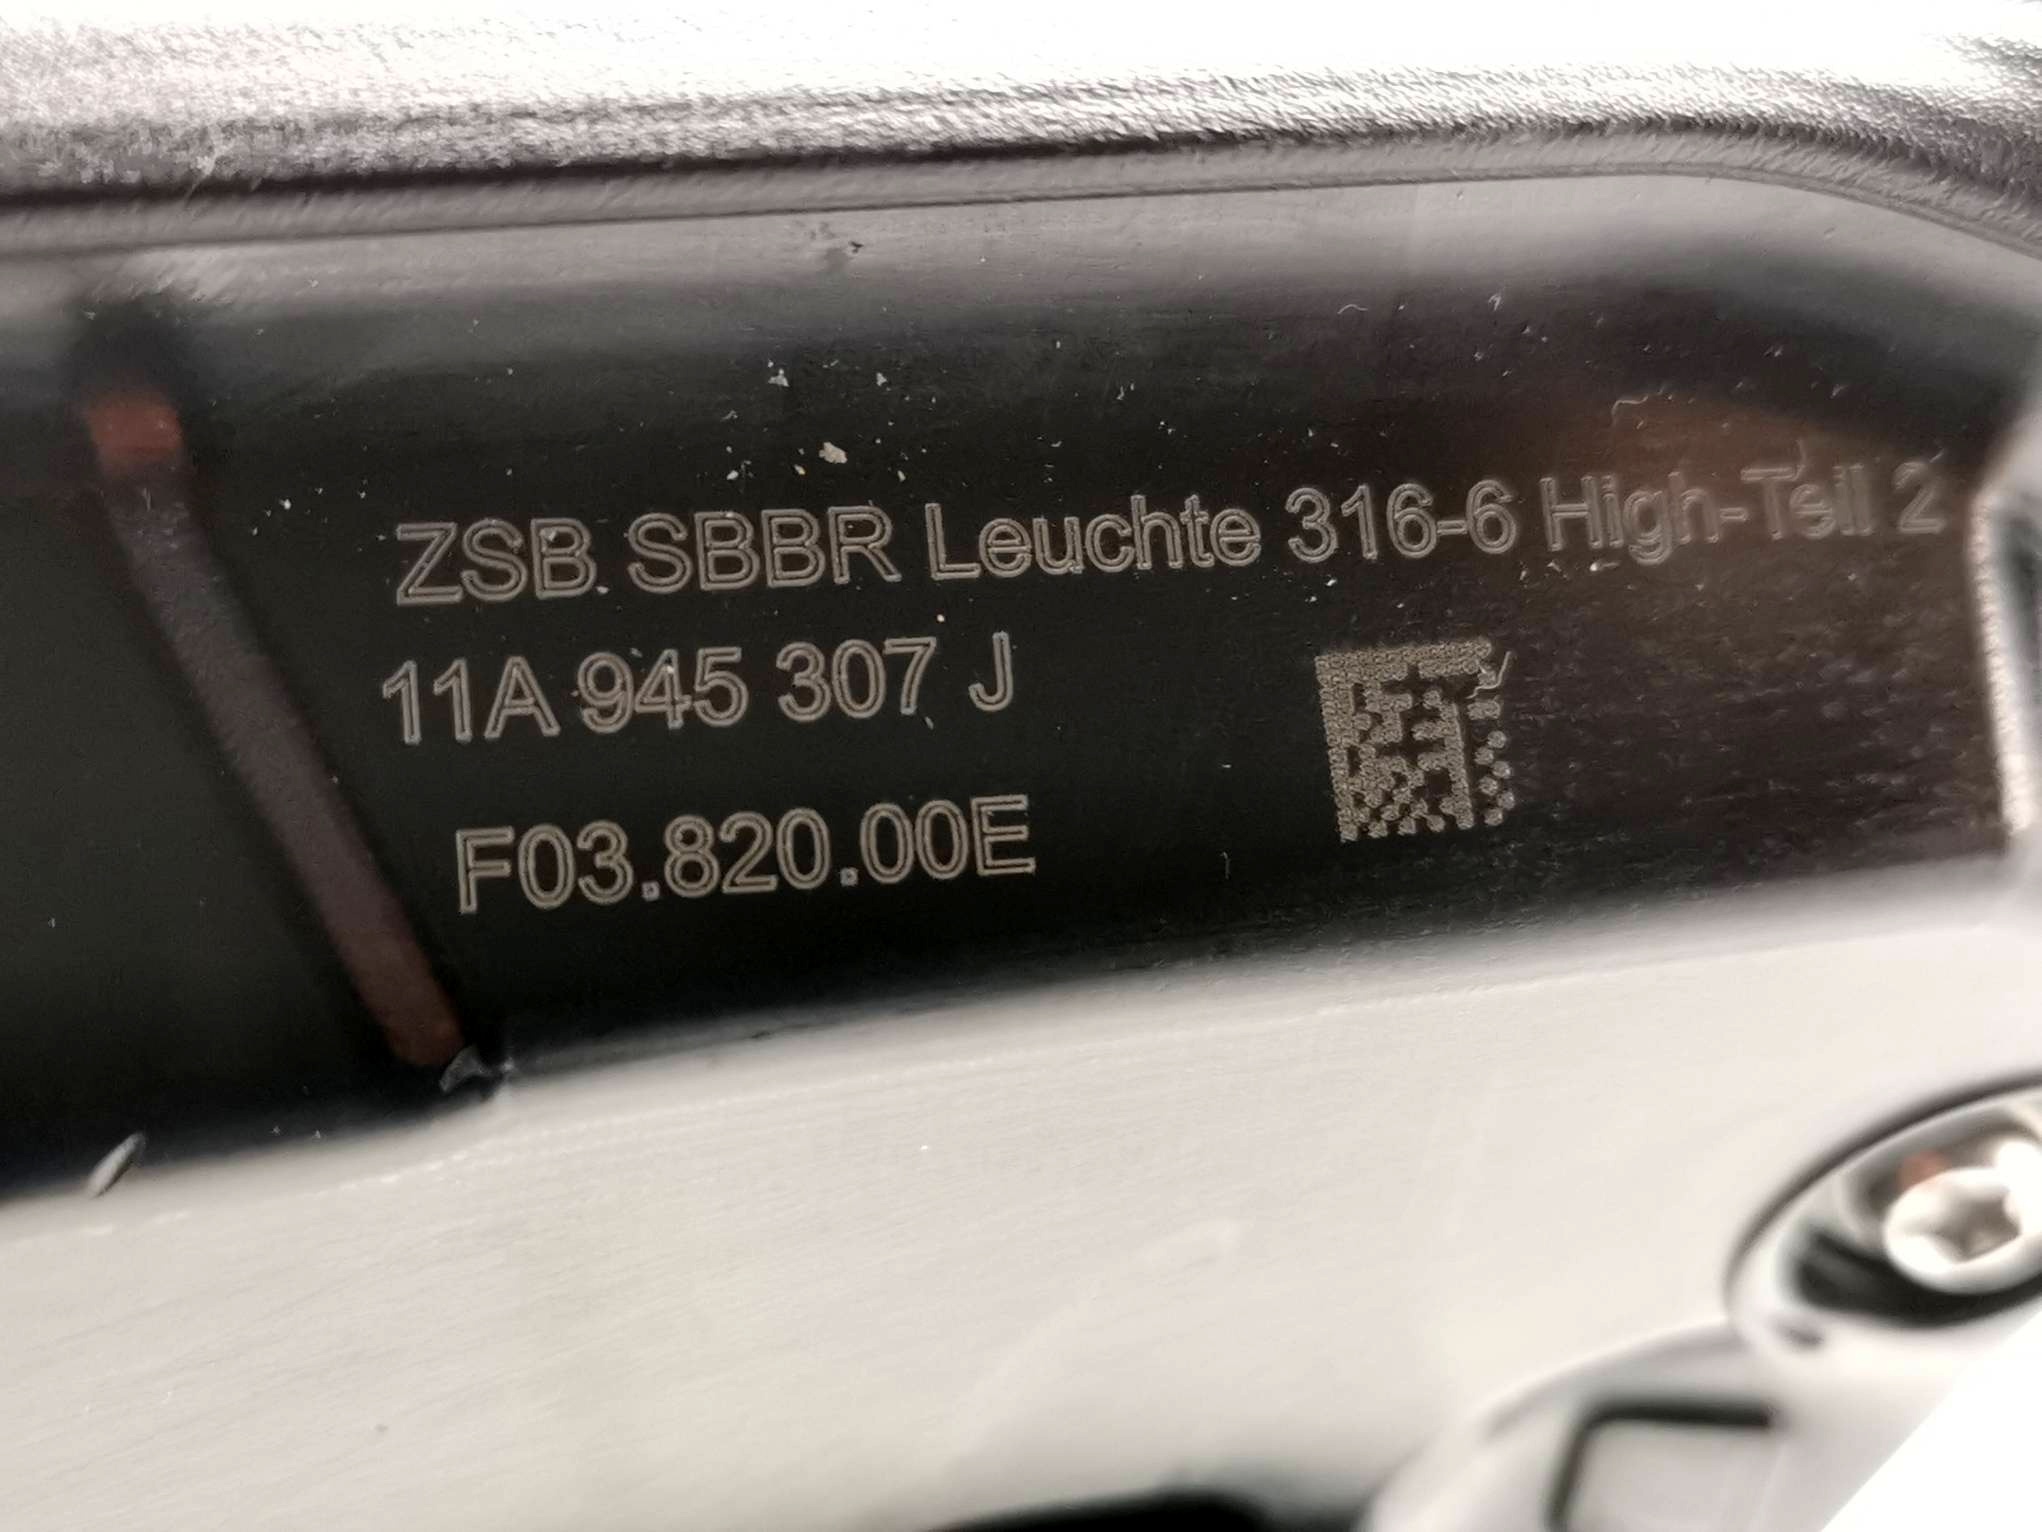 ZSB SBBR Leuchte 316-6 High-Teil 2
11A 945 307 J
F03.820.00E